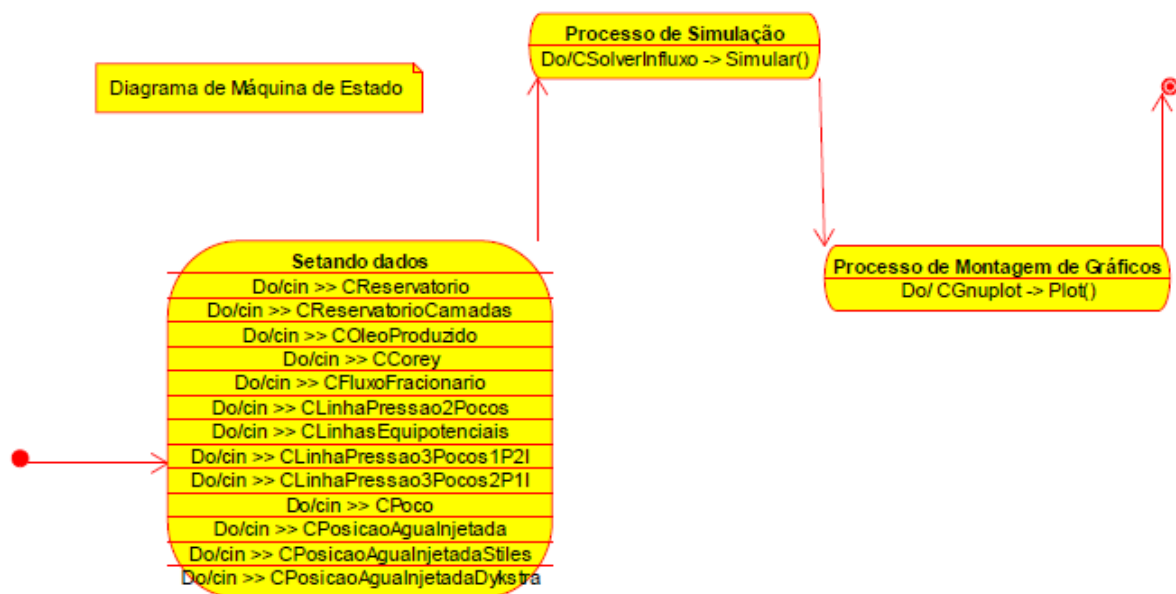 Processo de Simulação
Do/CSolverInfluxo -> Simular()
Diagrama de Máquina de Estado
Setando dados
Do/cin >> CReservatorio
Do/cin >> CReservatorioCamadas
Do/cin >> COleoProduzido
Do/cin >> CCorey
Do/cin >> CFluxoFracionario
Do/cin >> CLinhaPressao2Pocos
Do/cin >> CLinhasEquipotenciais
Do/cin >> CLinhaPressao3Pocos1P2I
Do/cin >> CLinhaPressao3Pocos2P1I
Do/cin >> CPoco
Do/cin >> CPosicaoAguaInjetada
Do/cin >> CPosicaoAguaInjetadaStiles
Do/cin >> CPosicaoAguaInjetadaDykstra
Processo de Montagem de Gráficos
Do/ CGnuplot -> Plot()